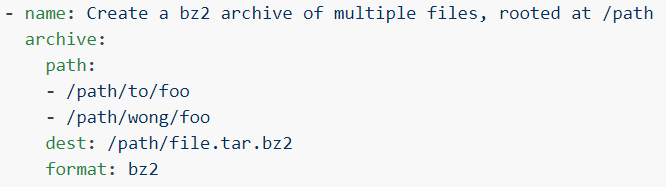 - name: Create a bz2 archive of multiple files, rooted at /path
  archive:
    path:
    - /path/to/foo
    - /path/wong/foo
    dest: /path/file.tar.bz2
    format: bz2